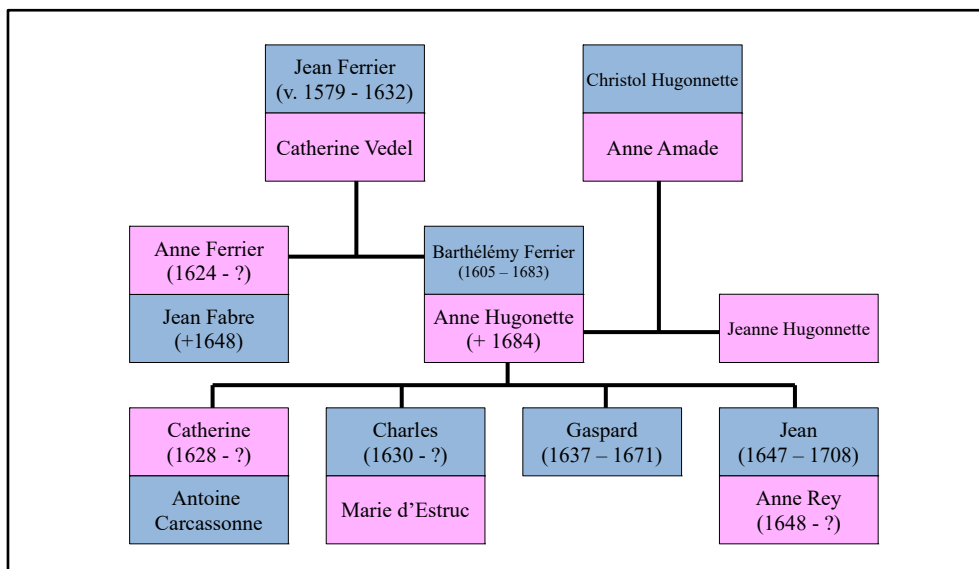 Jean Ferrier
(v. 1579 - 1632)
Catherine Vedel
Christol Hugonnette
Anne Amade
Anne Ferrier
(1624 - ?)
Jean Fabre
(+1648)
Barthélémy Ferrier
(1605 – 1683)
Anne Hugonette
(+ 1684)
Jeanne Hugonnette
Catherine
(1628 - ?)
Antoine
Carcassonne
Charles
(1630 - ?)
Marie d’Estruc
Gaspard
(1637 – 1671)
Jean
(1647 – 1708)
Anne Rey
(1648 - ?)